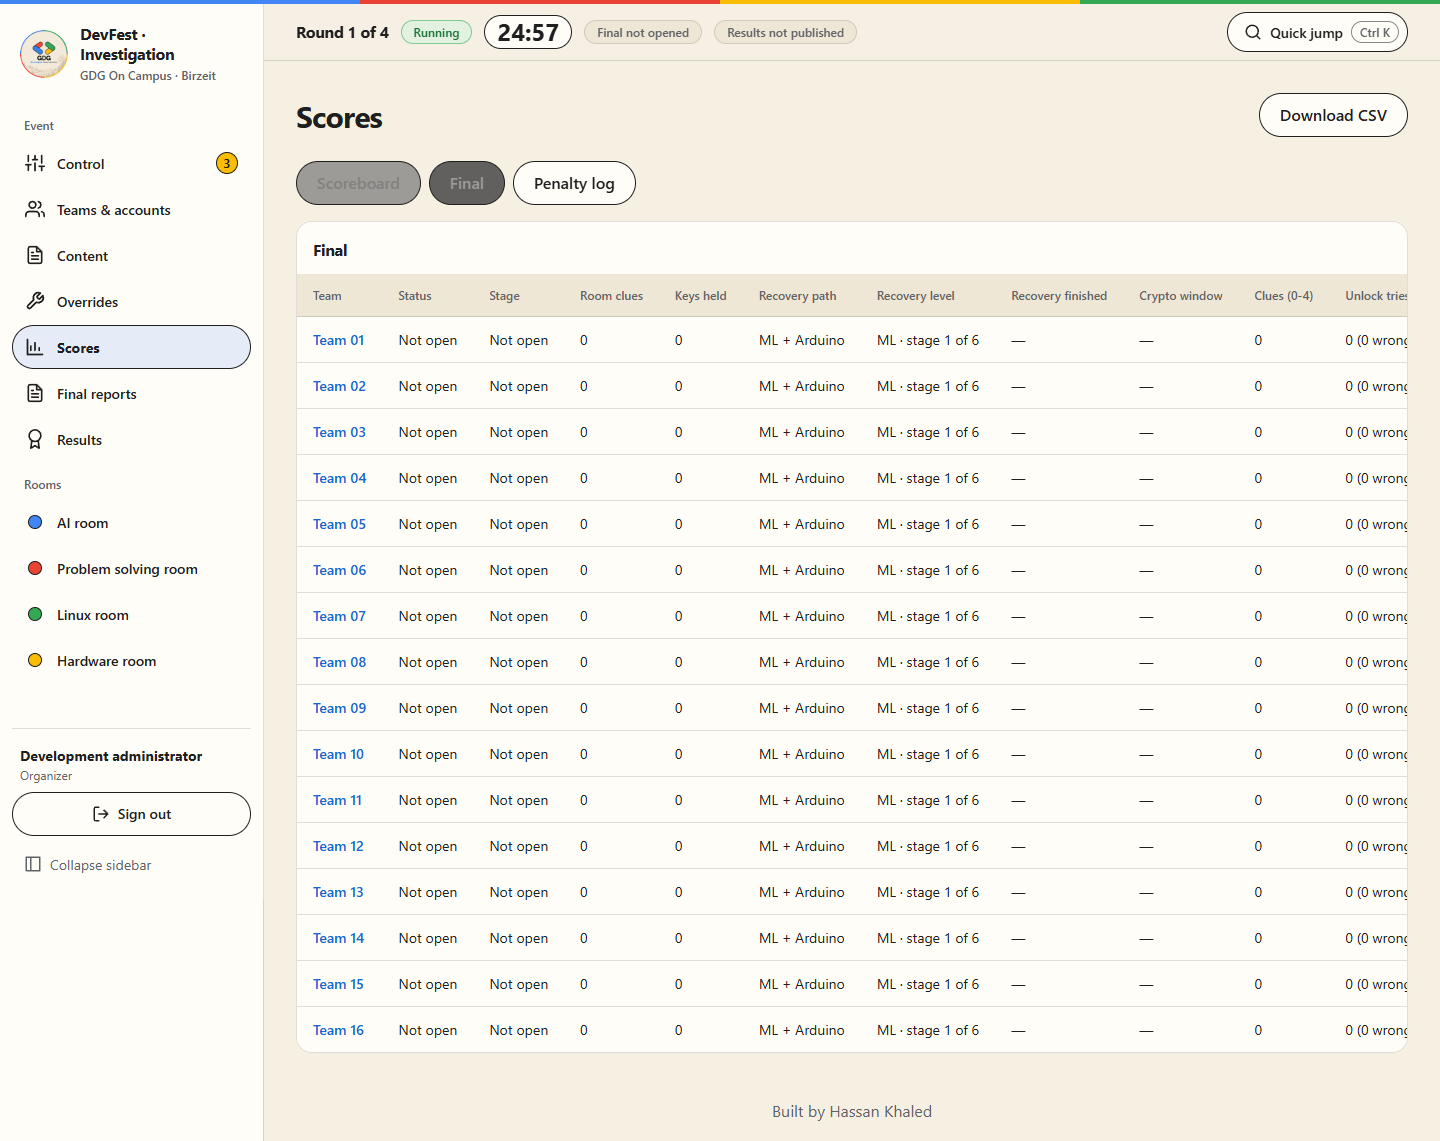 DevFest ·
Investigation
GDG On Campus · Birzeit
Event
Control 3
Teams & accounts
Content
Overrides
Scores
Final reports
Results
Rooms
AI room
Problem solving room
Linux room
Hardware room
Development administrator
Organizer
Sign out
Collapse sidebar
Round 1 of 4 Running 24:57 Final not opened Results not published Quick jump Ctrl K
Scores Download CSV
Scoreboard Final Penalty log
Final
Team Status Stage Room clues Keys held Recovery path Recovery level Recovery finished Crypto window Clues (0-4) Unlock tries
Team 01 Not open Not open 0 0 ML + Arduino ML · stage 1 of 6 — — 0 0 (0 wrong
Team 02 Not open Not open 0 0 ML + Arduino ML · stage 1 of 6 — — 0 0 (0 wrong
Team 03 Not open Not open 0 0 ML + Arduino ML · stage 1 of 6 — — 0 0 (0 wrong
Team 04 Not open Not open 0 0 ML + Arduino ML · stage 1 of 6 — — 0 0 (0 wrong
Team 05 Not open Not open 0 0 ML + Arduino ML · stage 1 of 6 — — 0 0 (0 wrong
Team 06 Not open Not open 0 0 ML + Arduino ML · stage 1 of 6 — — 0 0 (0 wrong
Team 07 Not open Not open 0 0 ML + Arduino ML · stage 1 of 6 — — 0 0 (0 wrong
Team 08 Not open Not open 0 0 ML + Arduino ML · stage 1 of 6 — — 0 0 (0 wrong
Team 09 Not open Not open 0 0 ML + Arduino ML · stage 1 of 6 — — 0 0 (0 wrong
Team 10 Not open Not open 0 0 ML + Arduino ML · stage 1 of 6 — — 0 0 (0 wrong
Team 11 Not open Not open 0 0 ML + Arduino ML · stage 1 of 6 — — 0 0 (0 wrong
Team 12 Not open Not open 0 0 ML + Arduino ML · stage 1 of 6 — — 0 0 (0 wrong
Team 13 Not open Not open 0 0 ML + Arduino ML · stage 1 of 6 — — 0 0 (0 wrong
Team 14 Not open Not open 0 0 ML + Arduino ML · stage 1 of 6 — — 0 0 (0 wrong
Team 15 Not open Not open 0 0 ML + Arduino ML · stage 1 of 6 — — 0 0 (0 wrong
Team 16 Not open Not open 0 0 ML + Arduino ML · stage 1 of 6 — — 0 0 (0 wrong
Built by Hassan Khaled